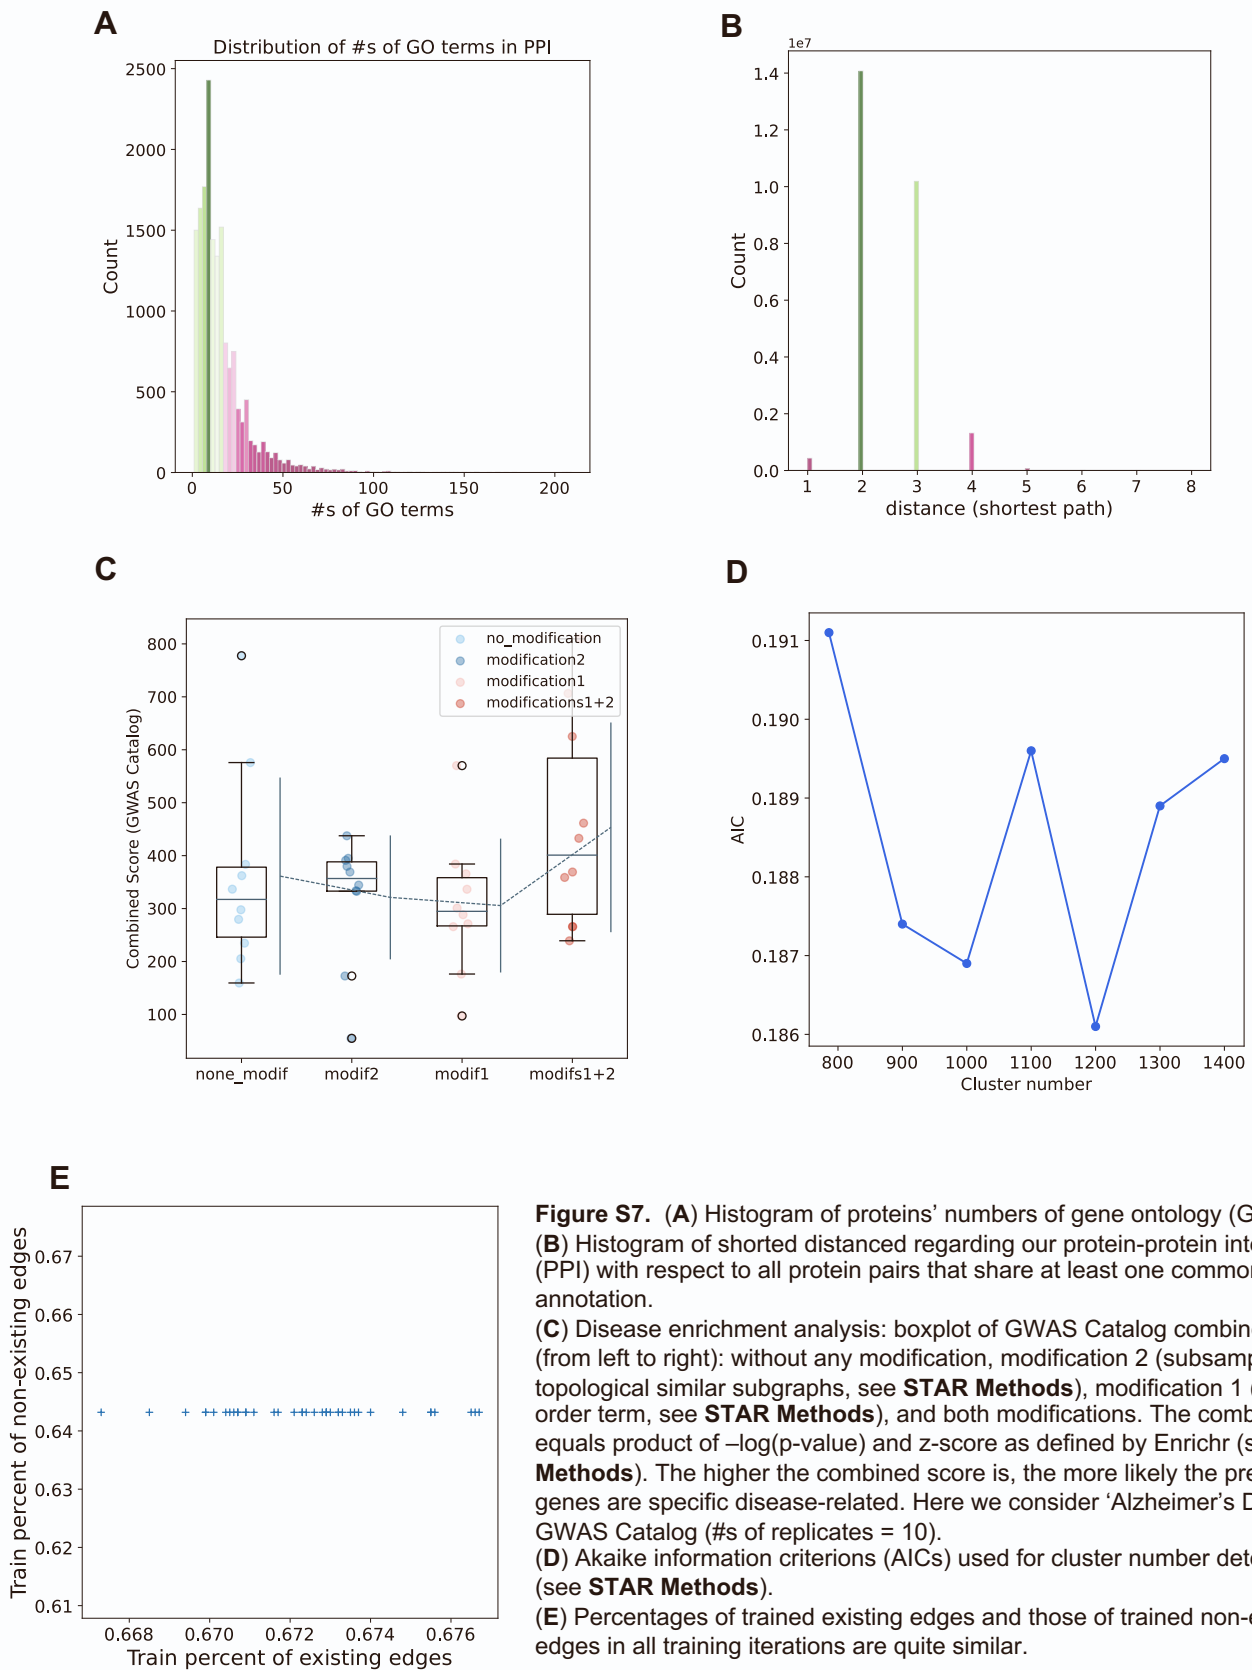 A
Distribution of #s of GO terms in PPI
2500
2000
1500
1000
500
0
Count
0 50 100 150 200
#s of GO terms
B
1e7
1.4
1.2
1.0
0.8
0.6
0.4
0.2
0.0
Count
1 2 3 4 5 6 7 8
distance (shortest path)
C
800
700
600
500
400
300
200
100
Combined Score (GWAS Catalog)
no_modification
modification2
modification1
modifications1+2
none_modif modif2 modif1 modifs1+2
D
0.191
0.190
0.189
0.188
0.187
0.186
AIC
800 900 1000 1100 1200 1300 1400
Cluster number
E
0.67
0.66
0.65
0.64
0.63
0.62
0.61
Train percent of non-existing edges
0.668 0.670 0.672 0.674 0.676
Train percent of existing edges
Figure S7. (A) Histogram of proteins' numbers of gene ontology (G
(B) Histogram of shorted distanced regarding our protein-protein inte
(PPI) with respect to all protein pairs that share at least one common
annotation.
(C) Disease enrichment analysis: boxplot of GWAS Catalog combine
(from left to right): without any modification, modification 2 (subsamp
topological similar subgraphs, see STAR Methods), modification 1 (
order term, see STAR Methods), and both modifications. The comb
equals product of –log(p-value) and z-score as defined by Enrichr (s
Methods). The higher the combined score is, the more likely the pre
genes are specific disease-related. Here we consider 'Alzheimer's D
GWAS Catalog (#s of replicates = 10).
(D) Akaike information criterions (AICs) used for cluster number dete
(see STAR Methods).
(E) Percentages of trained existing edges and those of trained non-e
edges in all training iterations are quite similar.